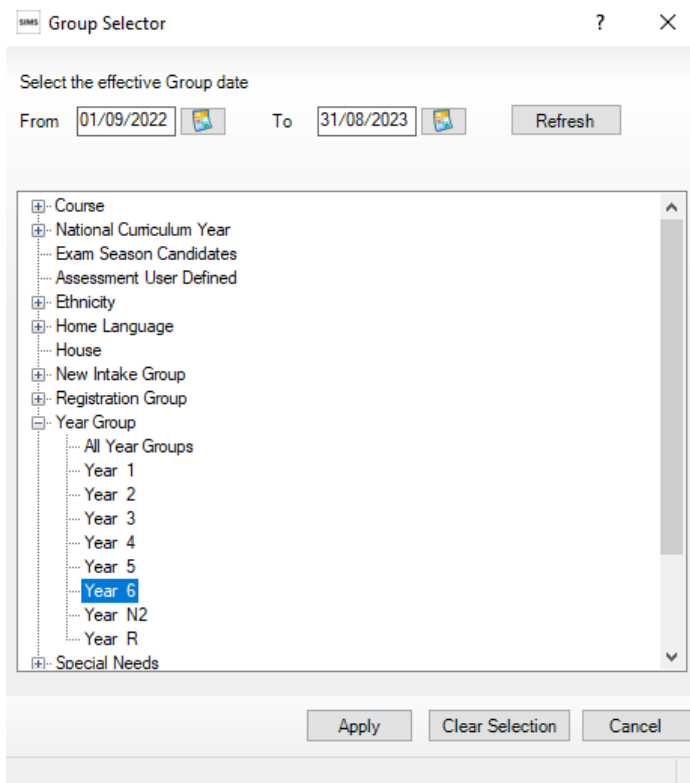 SIMS Group Selector ? ×
Select the effective Group date
From 01/09/2022 To 31/08/2023 Refresh
Course
National Curriculum Year
Exam Season Candidates
Assessment User Defined
Ethnicity
Home Language
House
New Intake Group
Registration Group
Year Group
All Year Groups
Year 1
Year 2
Year 3
Year 4
Year 5
Year 6
Year N2
Year R
Special Needs
Apply Clear Selection Cancel